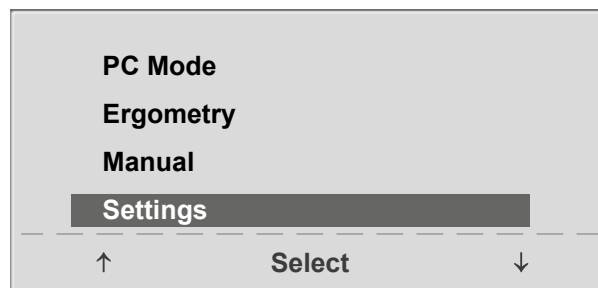 PC Mode
Ergometry
Manual
Settings
↑ Select ↓